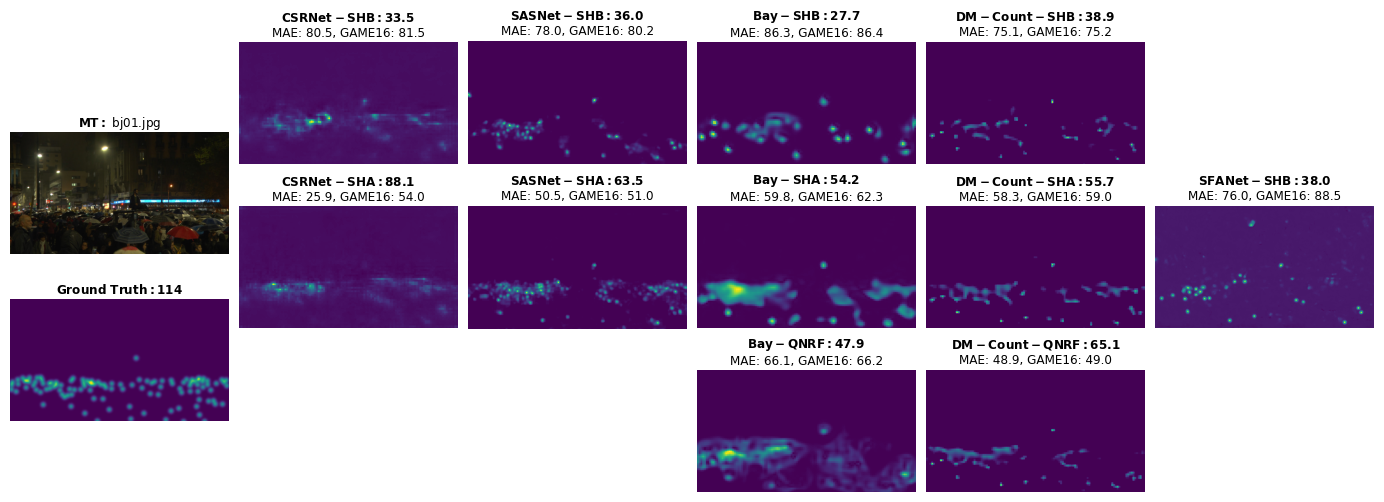 CSRNet − SHB : 33.5
MAE: 80.5, GAME16: 81.5
SASNet − SHB : 36.0
MAE: 78.0, GAME16: 80.2
Bay − SHB : 27.7
MAE: 86.3, GAME16: 86.4
DM − Count − SHB : 38.9
MAE: 75.1, GAME16: 75.2
MT : bj01.jpg
CSRNet − SHA : 88.1
MAE: 25.9, GAME16: 54.0
SASNet − SHA : 63.5
MAE: 50.5, GAME16: 51.0
Bay − SHA : 54.2
MAE: 59.8, GAME16: 62.3
DM − Count − SHA : 55.7
MAE: 58.3, GAME16: 59.0
SFANet − SHB : 38.0
MAE: 76.0, GAME16: 88.5
Ground Truth : 114
Bay − QNRF : 47.9
MAE: 66.1, GAME16: 66.2
DM − Count − QNRF : 65.1
MAE: 48.9, GAME16: 49.0